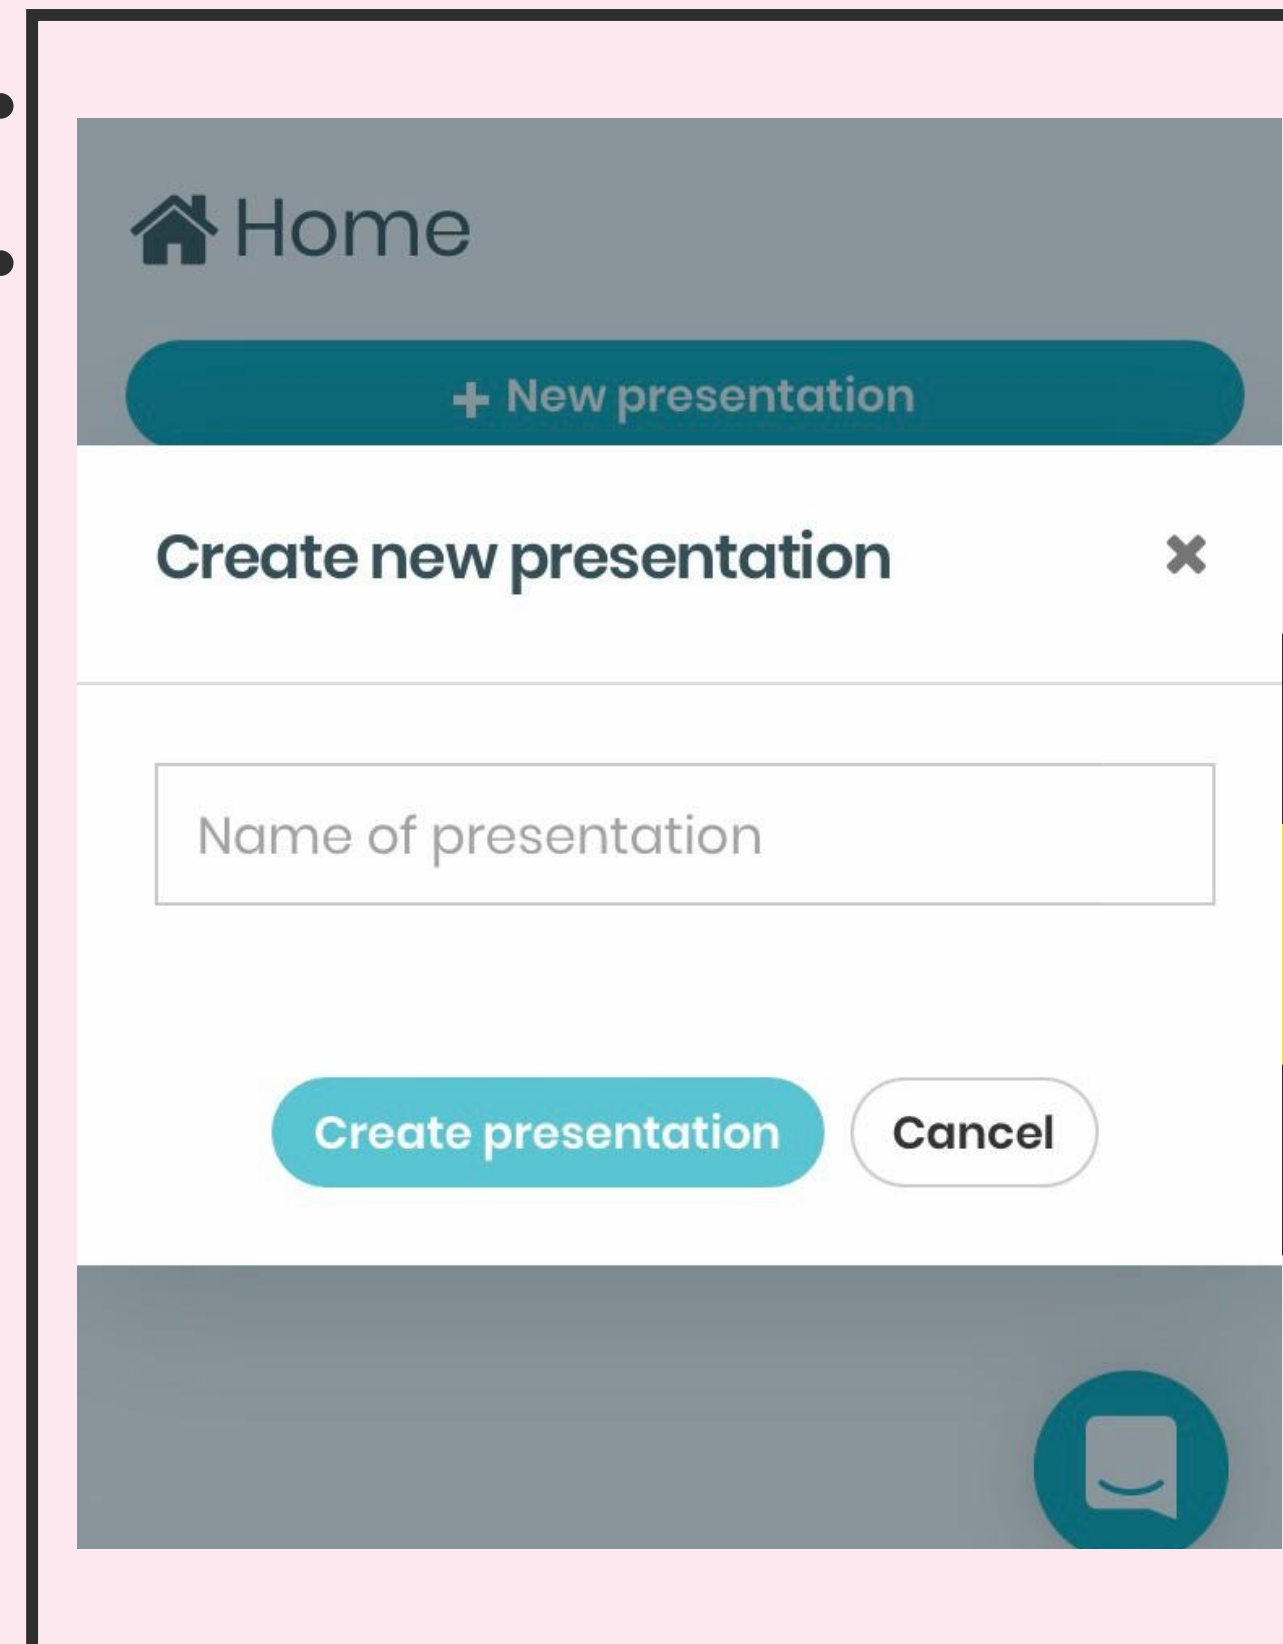 Home
+ New presentation
Create new presentation
Name of presentation
Create presentation
Cancel